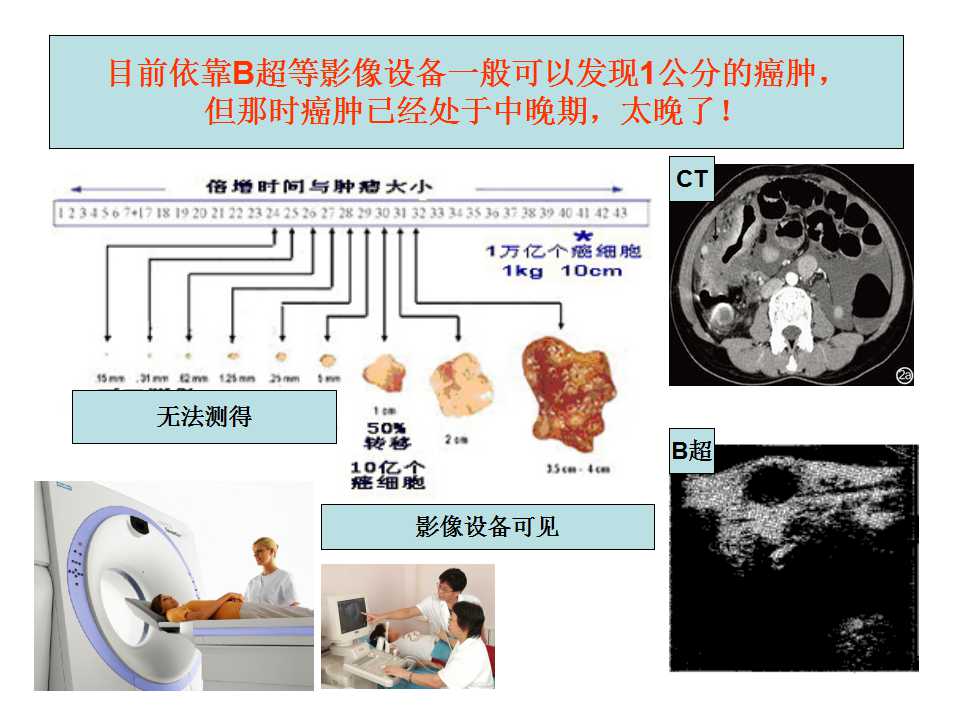 目前依靠B超等影像设备一般可以发现1公分的癌肿，
但那时癌肿已经处于中晚期，太晚了！
倍增时间与肿瘤大小
1 2 3 4 5 6 7•17 18 19 20 21 22 23 24 25 26 27 28 29 30 31 32 33 34 35 36 37 38 39 40 41 42 43
*
1万亿个癌细胞
1kg 10cm
.15 mm .31 mm .62 mm 1.25 mm .25 mm 5 mm
无法测得
1 cm
50%
转移
10亿个
癌细胞
2 cm
3.5 cm - 4 cm
影像设备可见
CT
2a
B超